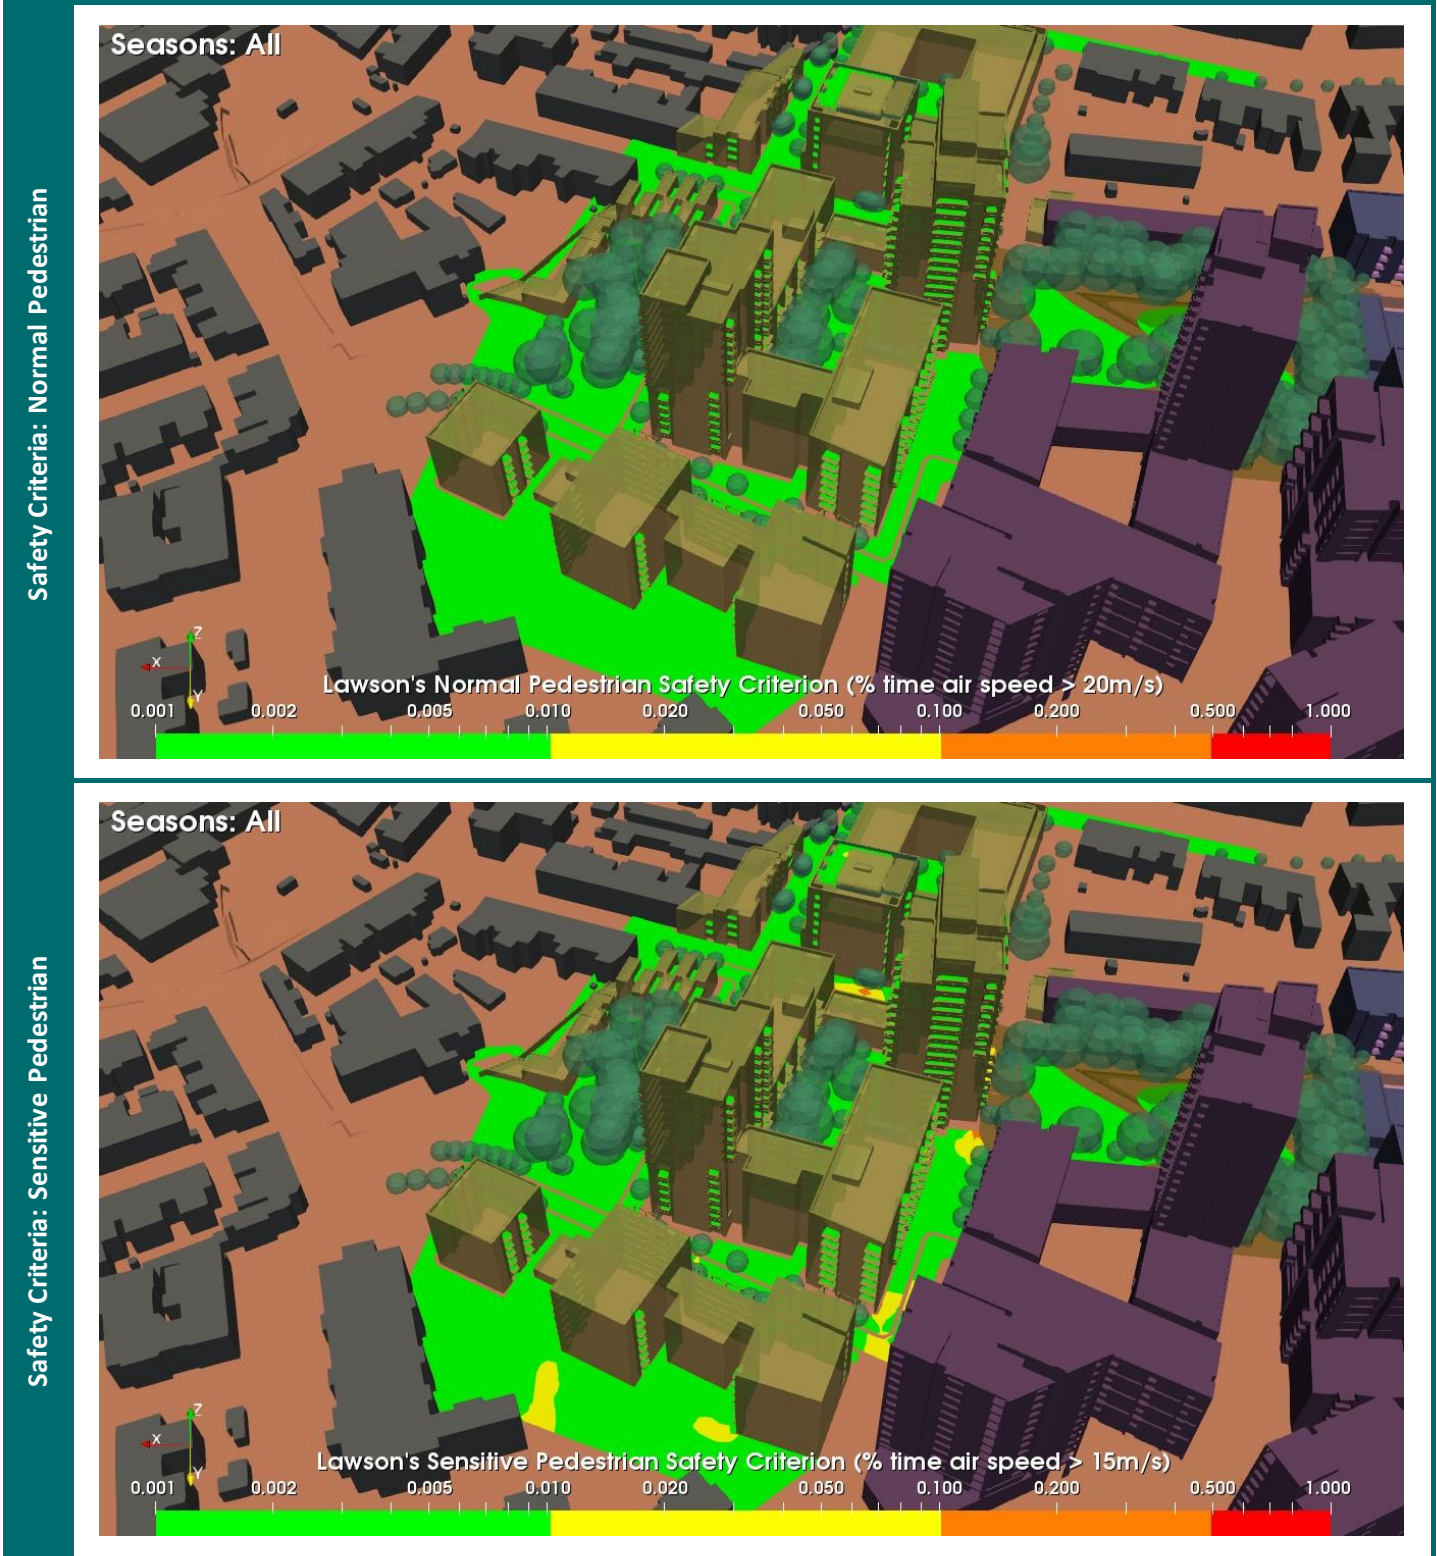 Safety Criteria: Normal Pedestrian
Seasons: All
Z
X
Y
Lawson's Normal Pedestrian Safety Criterion (% time air speed > 20m/s)
0.001 0.002 0.005 0.010 0.020 0.050 0.100 0.200 0.500 1.000
Safety Criteria: Sensitive Pedestrian
Seasons: All
Z
X
Y
Lawson's Sensitive Pedestrian Safety Criterion (% time air speed > 15m/s)
0.001 0.002 0.005 0.010 0.020 0.050 0.100 0.200 0.500 1.000